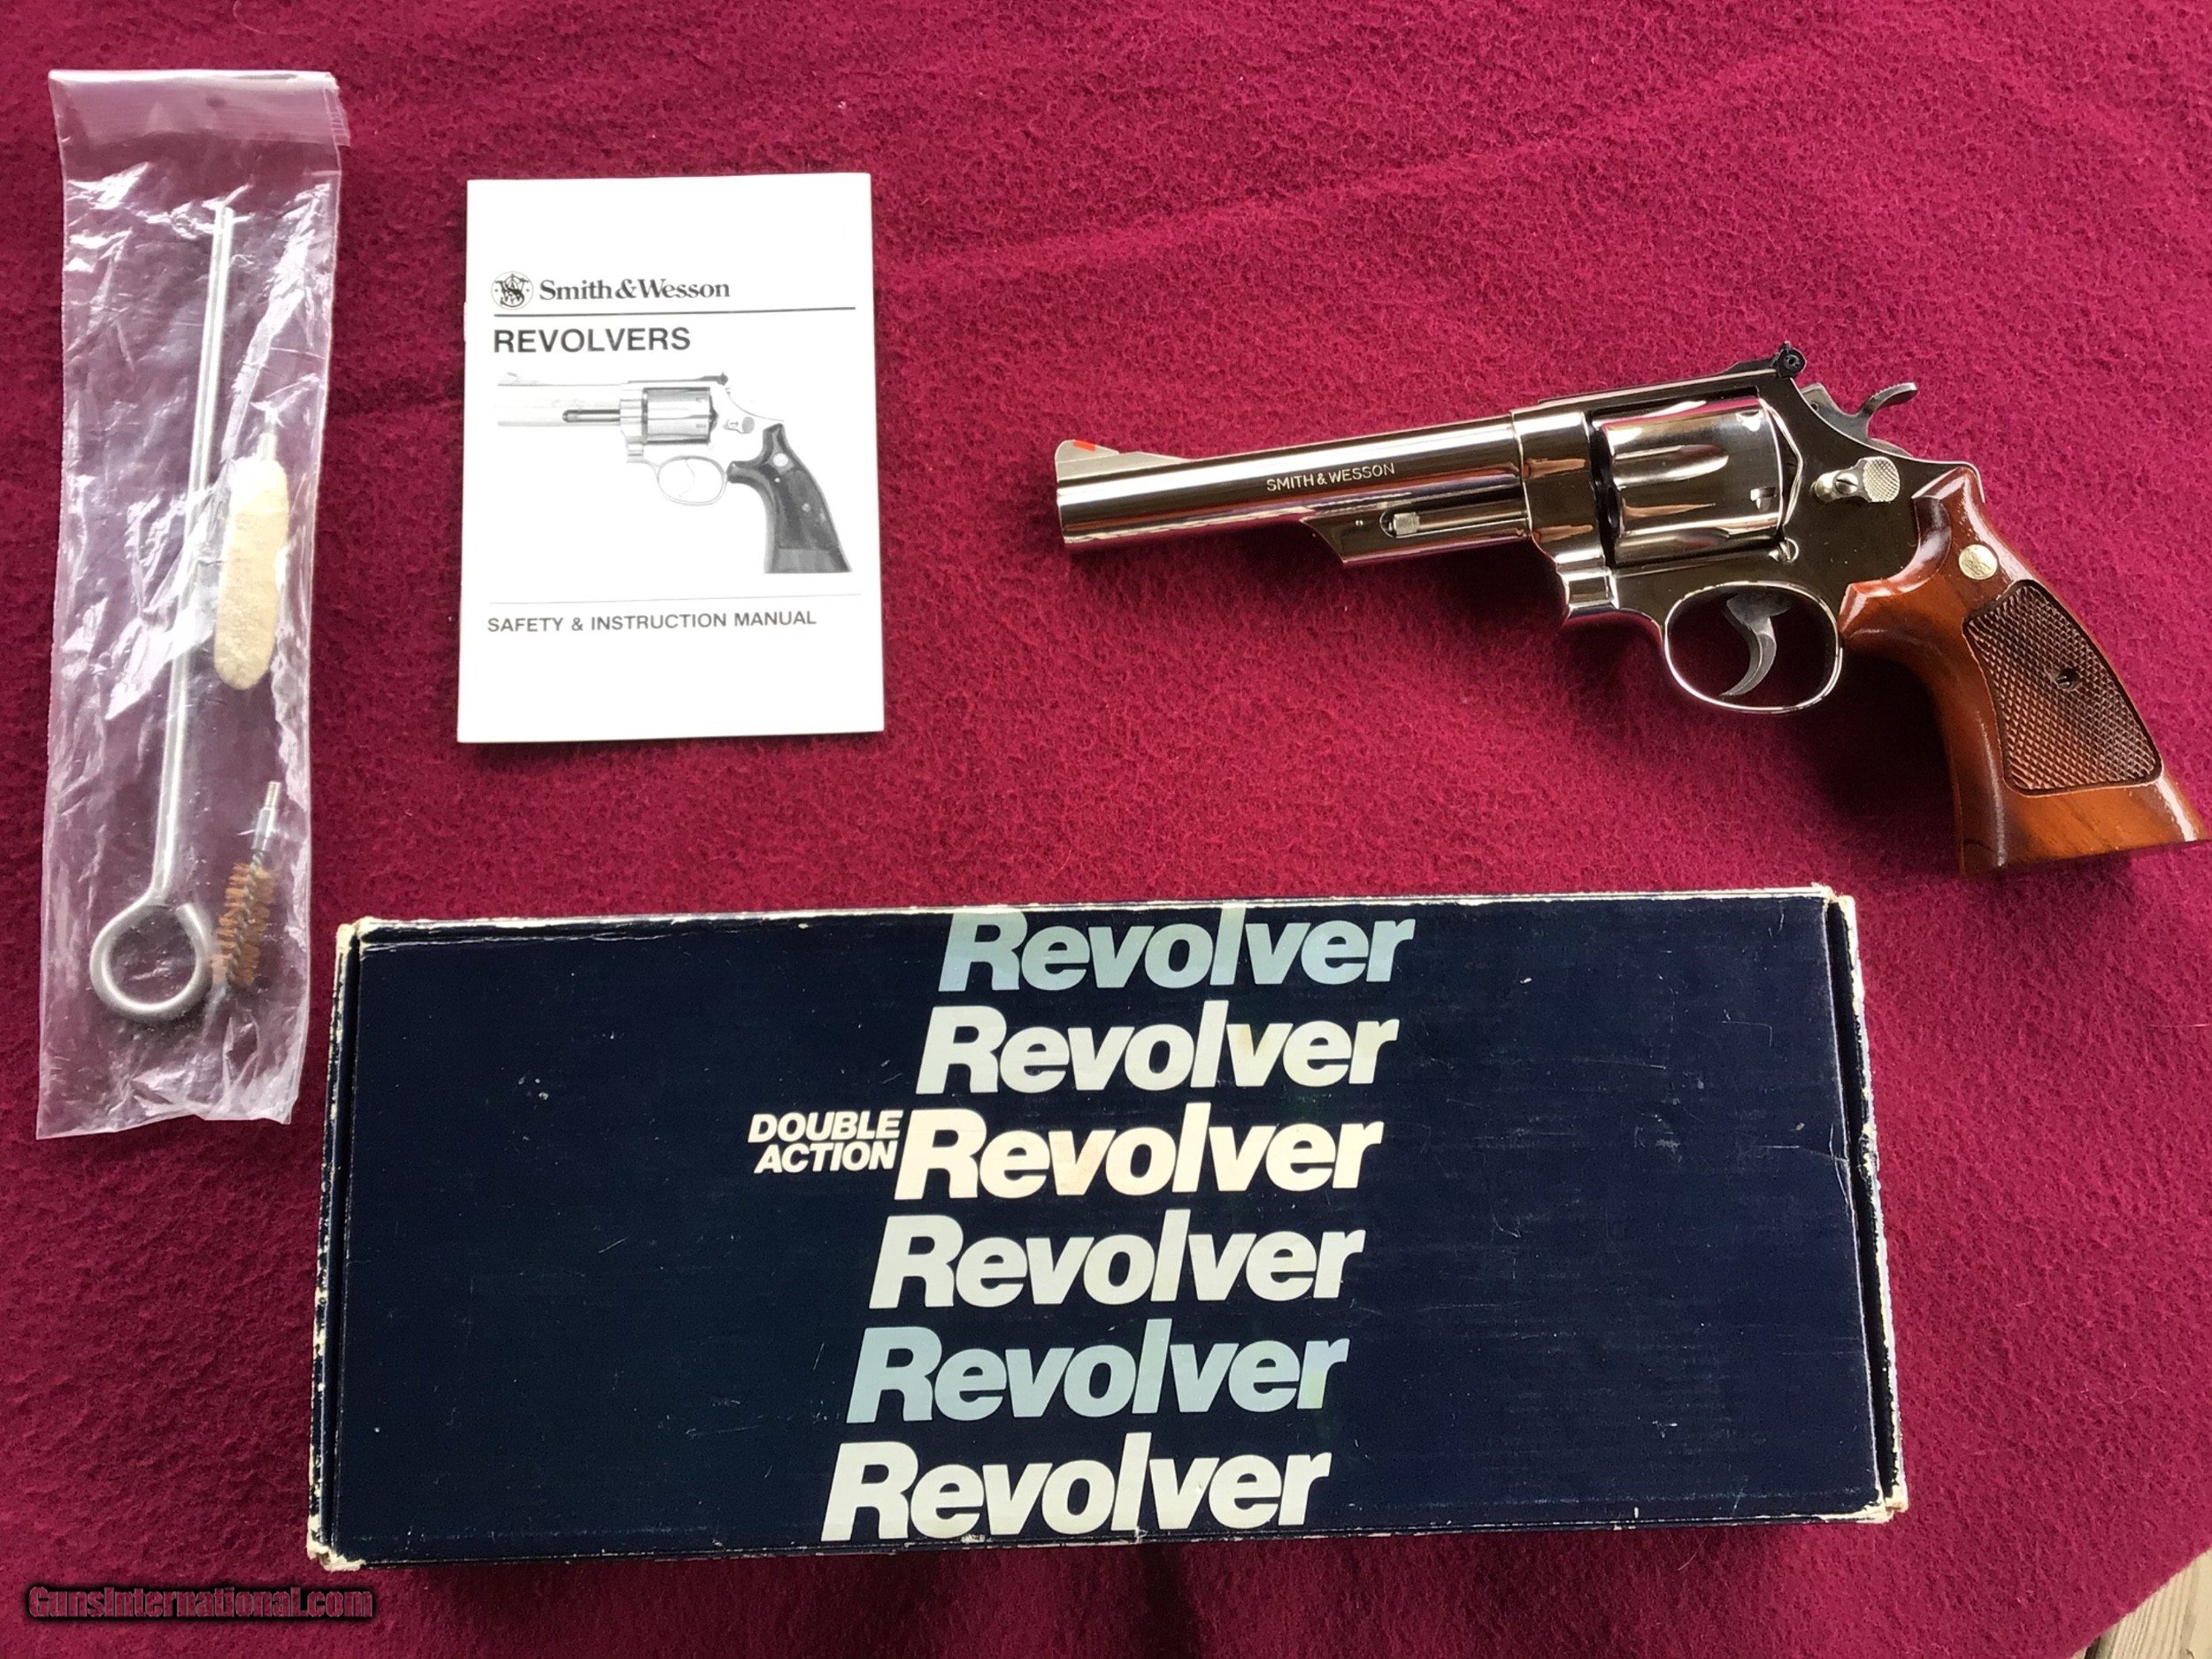 Smith & Wesson
REVOLVERS
SAFETY & INSTRUCTION MANUAL
SMITH & WESSON
Revolver
Revolver
DOUBLE
ACTION
Revolver
Revolver
Revolver
Revolver
GunsInternational.com